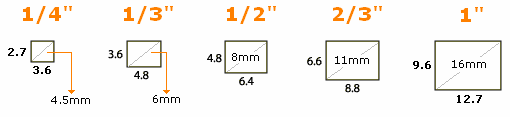 1/4" 1/3" 1/2" 2/3" 1"
2.7 3.6 4.8 8mm 6.6 11mm 9.6 16mm
3.6 4.8 6.4 8.8 12.7
4.5mm 6mm